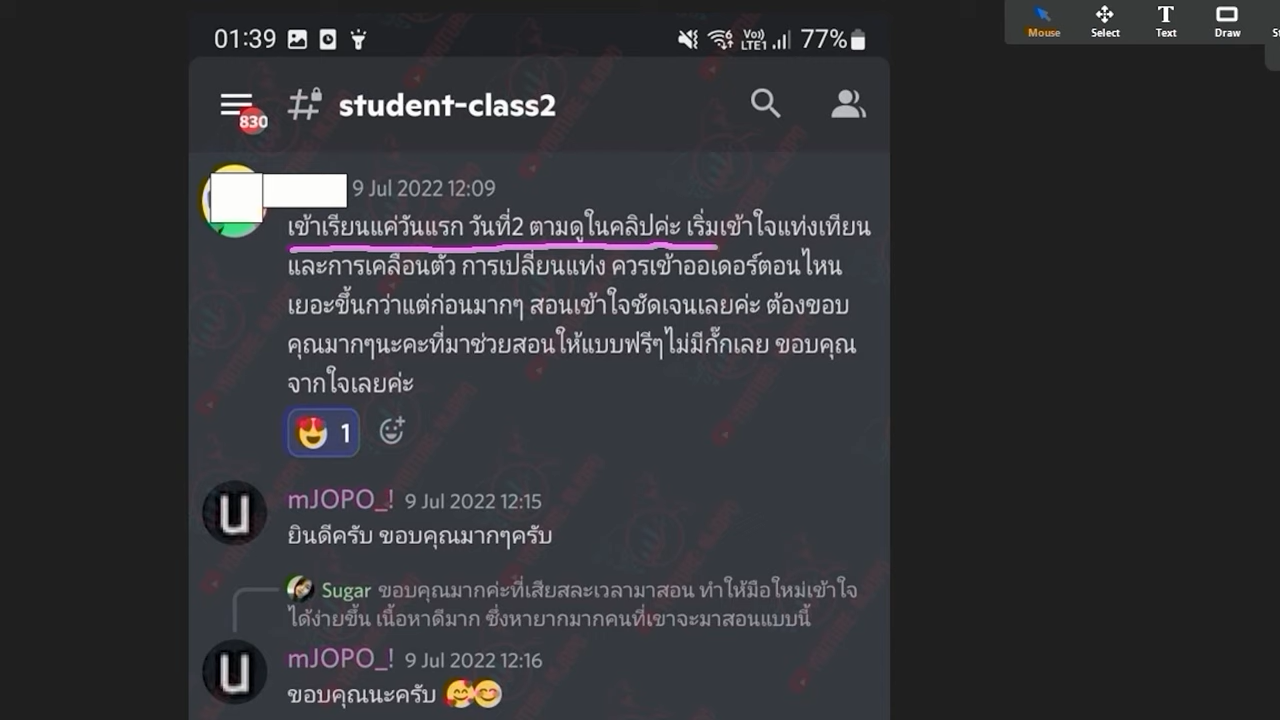 01:39
Vo)) LTE1 77%
Mouse Select Text Draw
830 student-class2
9 Jul 2022 12:09
เข้าเรียนแค่วันแรก วันที่2 ตามดูในคลิปค่ะ เริ่มเข้าใจแท่งเทียน
และการเคลื่อนตัว การเปลี่ยนแท่ง ควรเข้าออเดอร์ตอนไหน
เยอะขึ้นกว่าแต่ก่อนมากๆ สอนเข้าใจชัดเจนเลยค่ะ ต้องขอบ
คุณมากๆนะคะที่มาช่วยสอนให้แบบฟรีๆไม่มีกั๊กเลย ขอบคุณ
จากใจเลยค่ะ
1
mJOPO_! 9 Jul 2022 12:15
ยินดีครับ ขอบคุณมากๆครับ
Sugar ขอบคุณมากค่ะที่เสียสละเวลามาสอน ทำให้มือใหม่เข้าใจ
ได้ง่ายขึ้น เนื้อหาดีมาก ซึ่งหายากมากคนที่เขาจะมาสอนแบบนี้
mJOPO_! 9 Jul 2022 12:16
ขอบคุณนะครับ